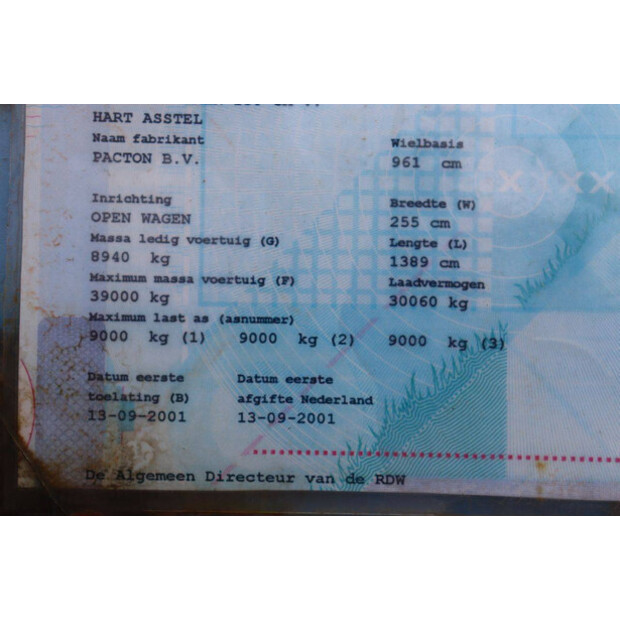 HART ASSTEL
Naam fabrikant Wielbasis
PACTON B.V. 961 cm
XX
Inrichting Breedte (W)
OPEN WAGEN 255 cm
Massa ledig voertuig (G) Lengte (L)
8940 kg 1389 cm
Maximum massa voertuig (F) Laadvermogen
39000 kg 30060 kg
Maximum last as (asnummer)
9000 kg (1) 9000 kg (2) 9000 kg (3)
Datum eerste Datum eerste
toelating (B) afgifte Nederland
13-09-2001 13-09-2001
De Algemeen Directeur van de RDW